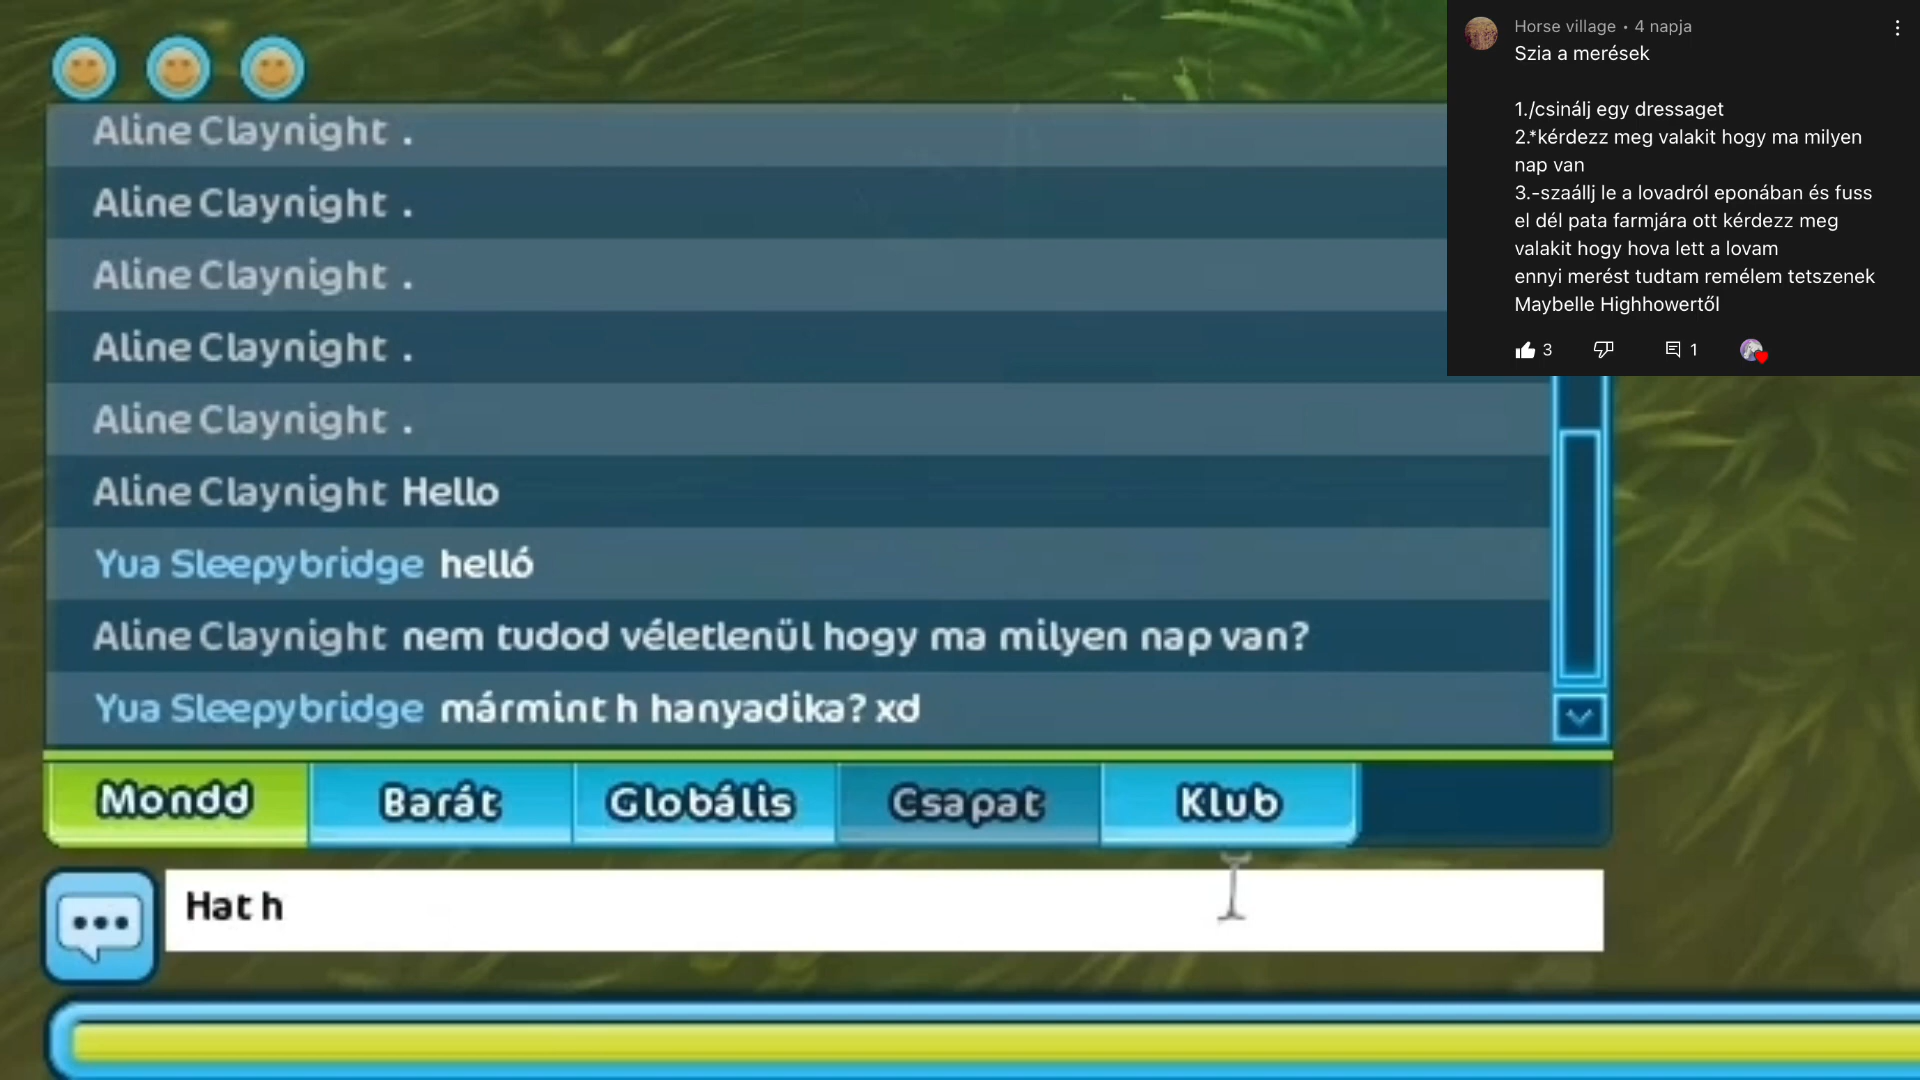 Aline Claynight .
Aline Claynight .
Aline Claynight .
Aline Claynight .
Aline Claynight .
Aline Claynight Hello
Yua Sleepybridge helló
Aline Claynight nem tudod véletlenül hogy ma milyen nap van?
Yua Sleepybridge mármint h hanyadika? xd
Mondd Barát Globális Csapat Klub
Hat h
Horse village • 4 napja
Szia a merések
1./csinálj egy dressaget
2.*kérdezz meg valakit hogy ma milyen
nap van
3.-szaállj le a lovadról eponában és fuss
el dél pata farmjára ott kérdezz meg
valakit hogy hova lett a lovam
ennyi merést tudtam remélem tetszenek
Maybelle Highhowertől
3 1